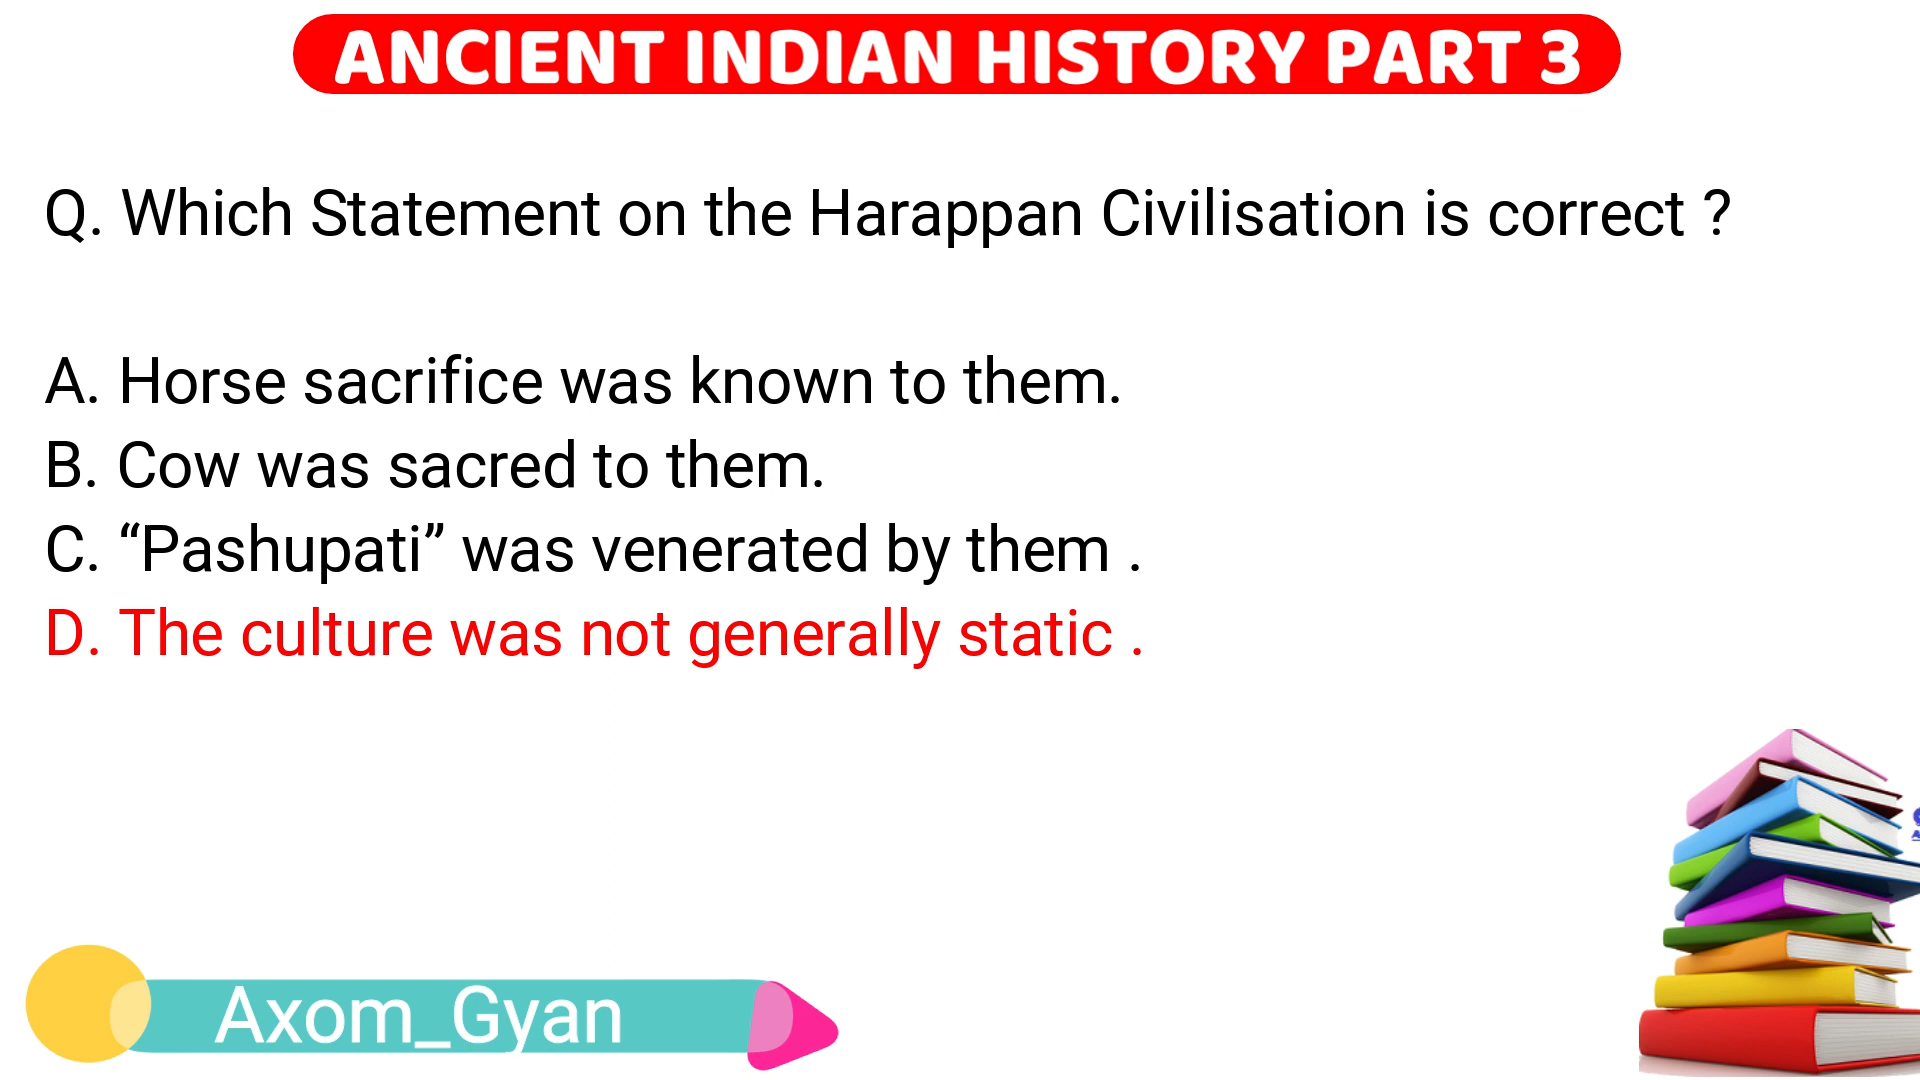 ANCIENT INDIAN HISTORY PART 3
Q. Which Statement on the Harappan Civilisation is correct ?
A. Horse sacrifice was known to them.
B. Cow was sacred to them.
C. “Pashupati” was venerated by them .
D. The culture was not generally static .
Axom_Gyan